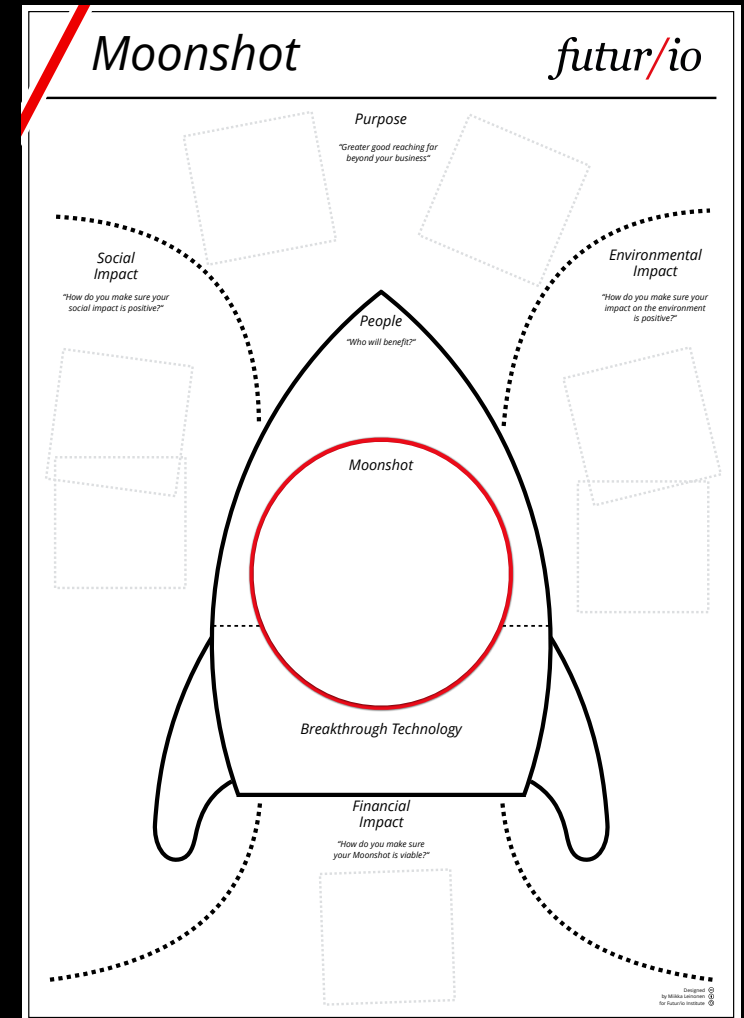 Moonshot
futur/io
Purpose
"Greater good reaching far
beyond your business"
Social
Impact
"How do you make sure your
social impact is positive?"
Environmental
Impact
"How do you make sure your
impact on the environment
is positive?"
People
"Who will benefit?"
Moonshot
Breakthrough Technology
Financial
Impact
"How do you make sure
your Moonshot is viable?"
Designed
by Miikka Leinonen
for Futur/io Institute